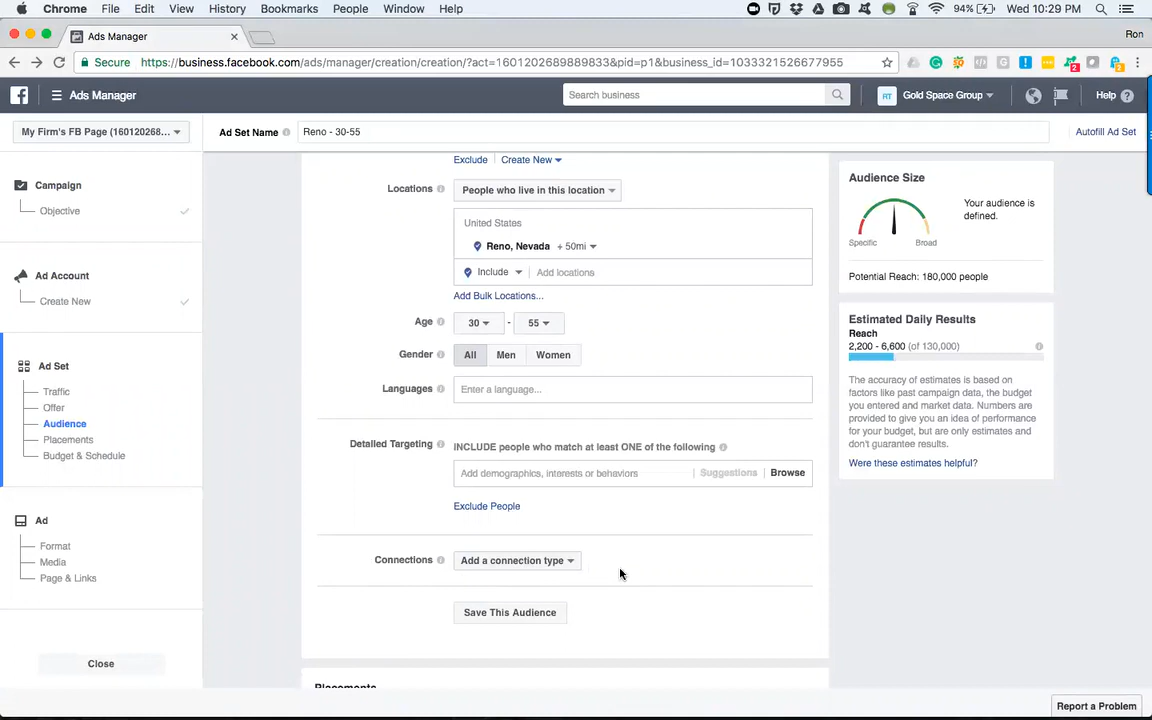 Chrome File Edit View History Bookmarks People Window Help 94% Wed 10:29 PM
Ads Manager Ron
Secure https://business.facebook.com/ads/manager/creation/creation/?act=1601202689889833&pid=p1&business_id=1033321526677955
Ads Manager Search business RT Gold Space Group Help
My Firm's FB Page (160120268... Ad Set Name Reno - 30-55 Autofill Ad Set
Exclude Create New
Campaign
Objective
Ad Account
Create New
Ad Set
Traffic
Offer
Audience
Placements
Budget & Schedule
Ad
Format
Media
Page & Links
Close
Locations People who live in this location
United States
Reno, Nevada + 50mi
Include Add locations
Add Bulk Locations...
Age 30 - 55
Gender All Men Women
Languages Enter a language...
Detailed Targeting INCLUDE people who match at least ONE of the following
Add demographics, interests or behaviors Suggestions Browse
Exclude People
Connections Add a connection type
Save This Audience
Placements
Audience Size
Your audience is
defined.
Specific Broad
Potential Reach: 180,000 people
Estimated Daily Results
Reach
2,200 - 6,600 (of 130,000)
The accuracy of estimates is based on
factors like past campaign data, the budget
you entered and market data. Numbers are
provided to give you an idea of performance
for your budget, but are only estimates and
don't guarantee results.
Were these estimates helpful?
Report a Problem